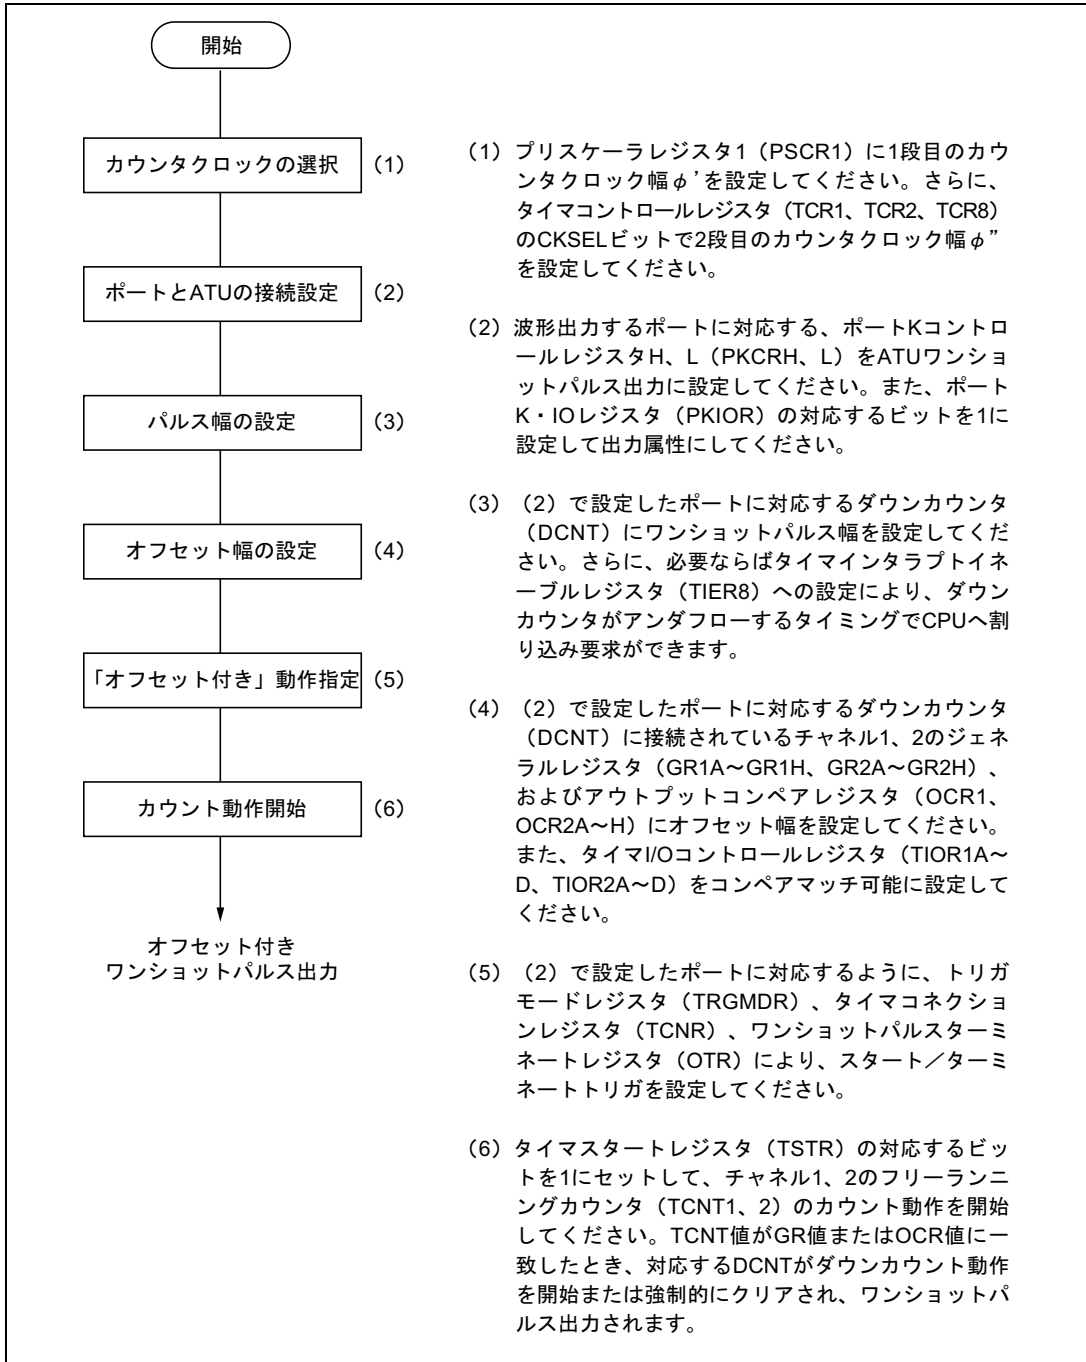 開始
カウンタクロックの選択 (1)
ポートとATUの接続設定 (2)
パルス幅の設定 (3)
オフセット幅の設定 (4)
「オフセット付き」動作指定 (5)
カウント動作開始 (6)
オフセット付き
ワンショットパルス出力
(1) プリスケーラレジスタ1(PSCR1)に1段目のカウ
ンタクロック幅φ'を設定してください。さらに、
タイマコントロールレジスタ(TCR1、TCR2、TCR8)
のCKSELビットで2段目のカウンタクロック幅φ”
を設定してください。
(2) 波形出力するポートに対応する、ポートKコントロ
ールレジスタH、L(PKCRH、L)をATUワンショ
ットパルス出力に設定してください。また、ポート
K・IOレジスタ(PKIOR)の対応するビットを1に
設定して出力属性にしてください。
(3) (2)で設定したポートに対応するダウンカウンタ
(DCNT)にワンショットパルス幅を設定してくだ
さい。さらに、必要ならばタイマインタラプトイネ
ーブルレジスタ(TIER8)への設定により、ダウン
カウンタがアンダフローするタイミングでCPUへ割
り込み要求ができます。
(4) (2)で設定したポートに対応するダウンカウンタ
(DCNT)に接続されているチャネル1、2のジェネ
ラルレジスタ(GR1A~GR1H、GR2A~GR2H)、
およびアウトプットコンペアレジスタ(OCR1、
OCR2A~H)にオフセット幅を設定してください。
また、タイマI/Oコントロールレジスタ(TIOR1A~
D、TIOR2A~D)をコンペアマッチ可能に設定して
ください。
(5) (2)で設定したポートに対応するように、トリガ
モードレジスタ(TRGMDR)、タイマコネクショ
ンレジスタ(TCNR)、ワンショットパルスターミ
ネートレジスタ(OTR)により、スタート/ターミ
ネートトリガを設定してください。
(6) タイマスタートレジスタ(TSTR)の対応するビッ
トを1にセットして、チャネル1、2のフリーランニ
ングカウンタ(TCNT1、2)のカウント動作を開始
してください。TCNT値がGR値またはOCR値に一
致したとき、対応するDCNTがダウンカウント動作
を開始または強制的にクリアされ、ワンショットパ
ルス出力されます。